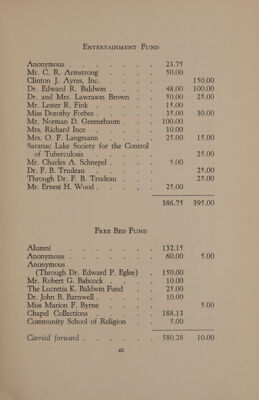 ENTERTAINMENT FUND
Anonymous . . . . . . . 23.75
Mr. C. R. Armstrong . . . . 50.00
Clinton J. Ayres, Inc. . . . . 150.00
Dr. Edward R. Baldwin . . . . 48.00 100.00
Dr. and Mrs. Lawrason Brown . . 50.00 25.00
Mr. Lester R. Fink . . . . . 15.00
Miss Dorothy Forbes . . . . . 35.00 30.00
Mr. Norman D. Greenebaum . . . 100.00
Mrs. Richard Ince . . . . . 10.00
Mrs. O. F. Langmann . . . . 25.00 15.00
Saranac Lake Society for the Control
of Tuberculosis . . . . . 25.00
Mr. Charles A. Schnepel . . . . 5.00
Dr. F. B. Trudeau . . . . . 25.00
Through Dr. F. B. Trudeau . . . 25.00
Mr. Ernest H. Wood . . . . . 25.00
386.75 395.00
FREE BED FUND
Alumni . . . . . . . 132.15
Anonymous . . . . . . . 60.00 5.00
Anonymous
(Through Dr. Edward P. Eglee) . 150.00
Mr. Robert G. Babcock . . . . 10.00
The Lucretia K. Baldwin Fund . . 25.00
Dr. John B. Barnwell . . . . . 10.00
Miss Marion F. Byrne . . . . 5.00
Chapel Collections . . . . . 188.13
Community School of Religion . . 5.00
Carried forward . . . . . . 580.28 10.00